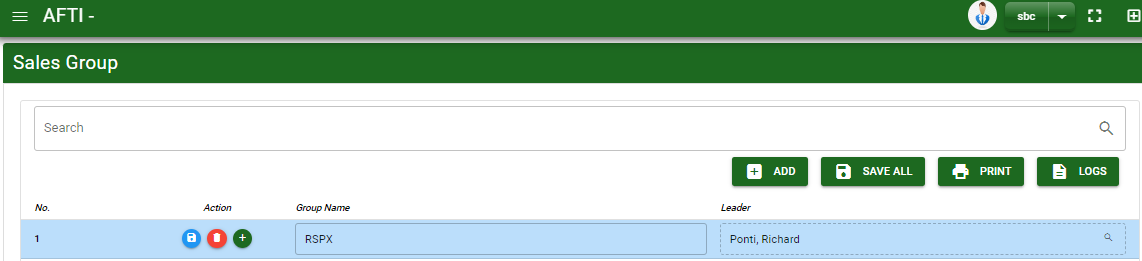 AFTI -
sbc
Sales Group
Search
ADD SAVE ALL PRINT LOGS
No. Action Group Name Leader
1 RSPX Ponti, Richard